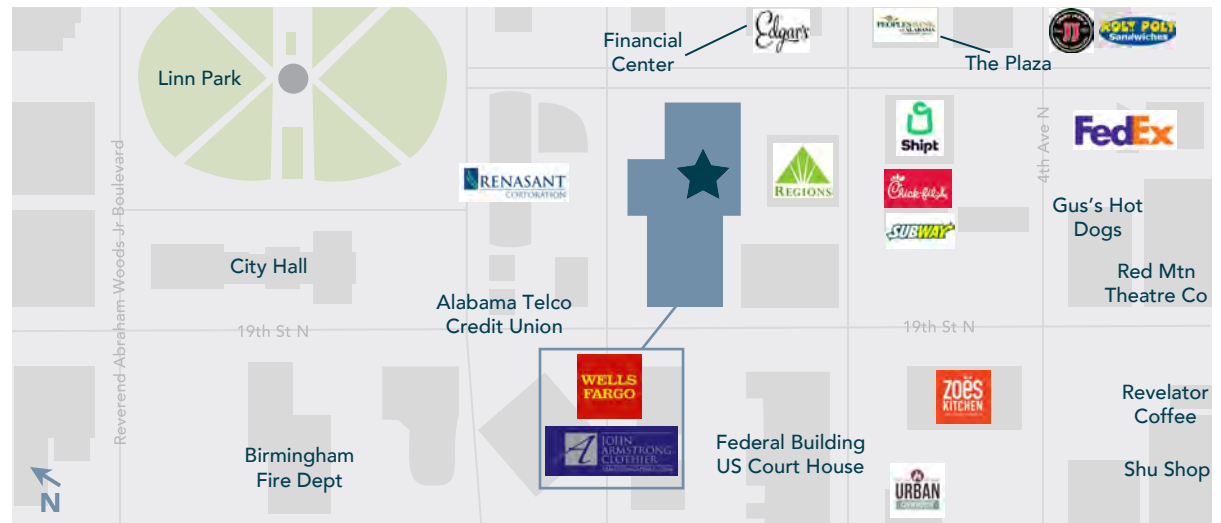 Linn Park
Financial
Center
Edgar's
PEOPLES BANK
The Plaza
ROLY POLY
Sandwiches
4th Ave N
Shipt
FedEx
RENASANT
CORPORATION
REGIONS
Chick-fil-A
SUBWAY
Gus's Hot
Dogs
Reverend Abraham Woods Jr Boulevard
City Hall
Red Mtn
Theatre Co
Alabama Telco
Credit Union
19th St N
19th St N
WELLS
FARGO
ZOËS
KITCHEN
Revelator
Coffee
JOHN
ARMSTRONG
CLOTHIER
Federal Building
US Court House
Birmingham
Fire Dept
Shu Shop
URBAN
N